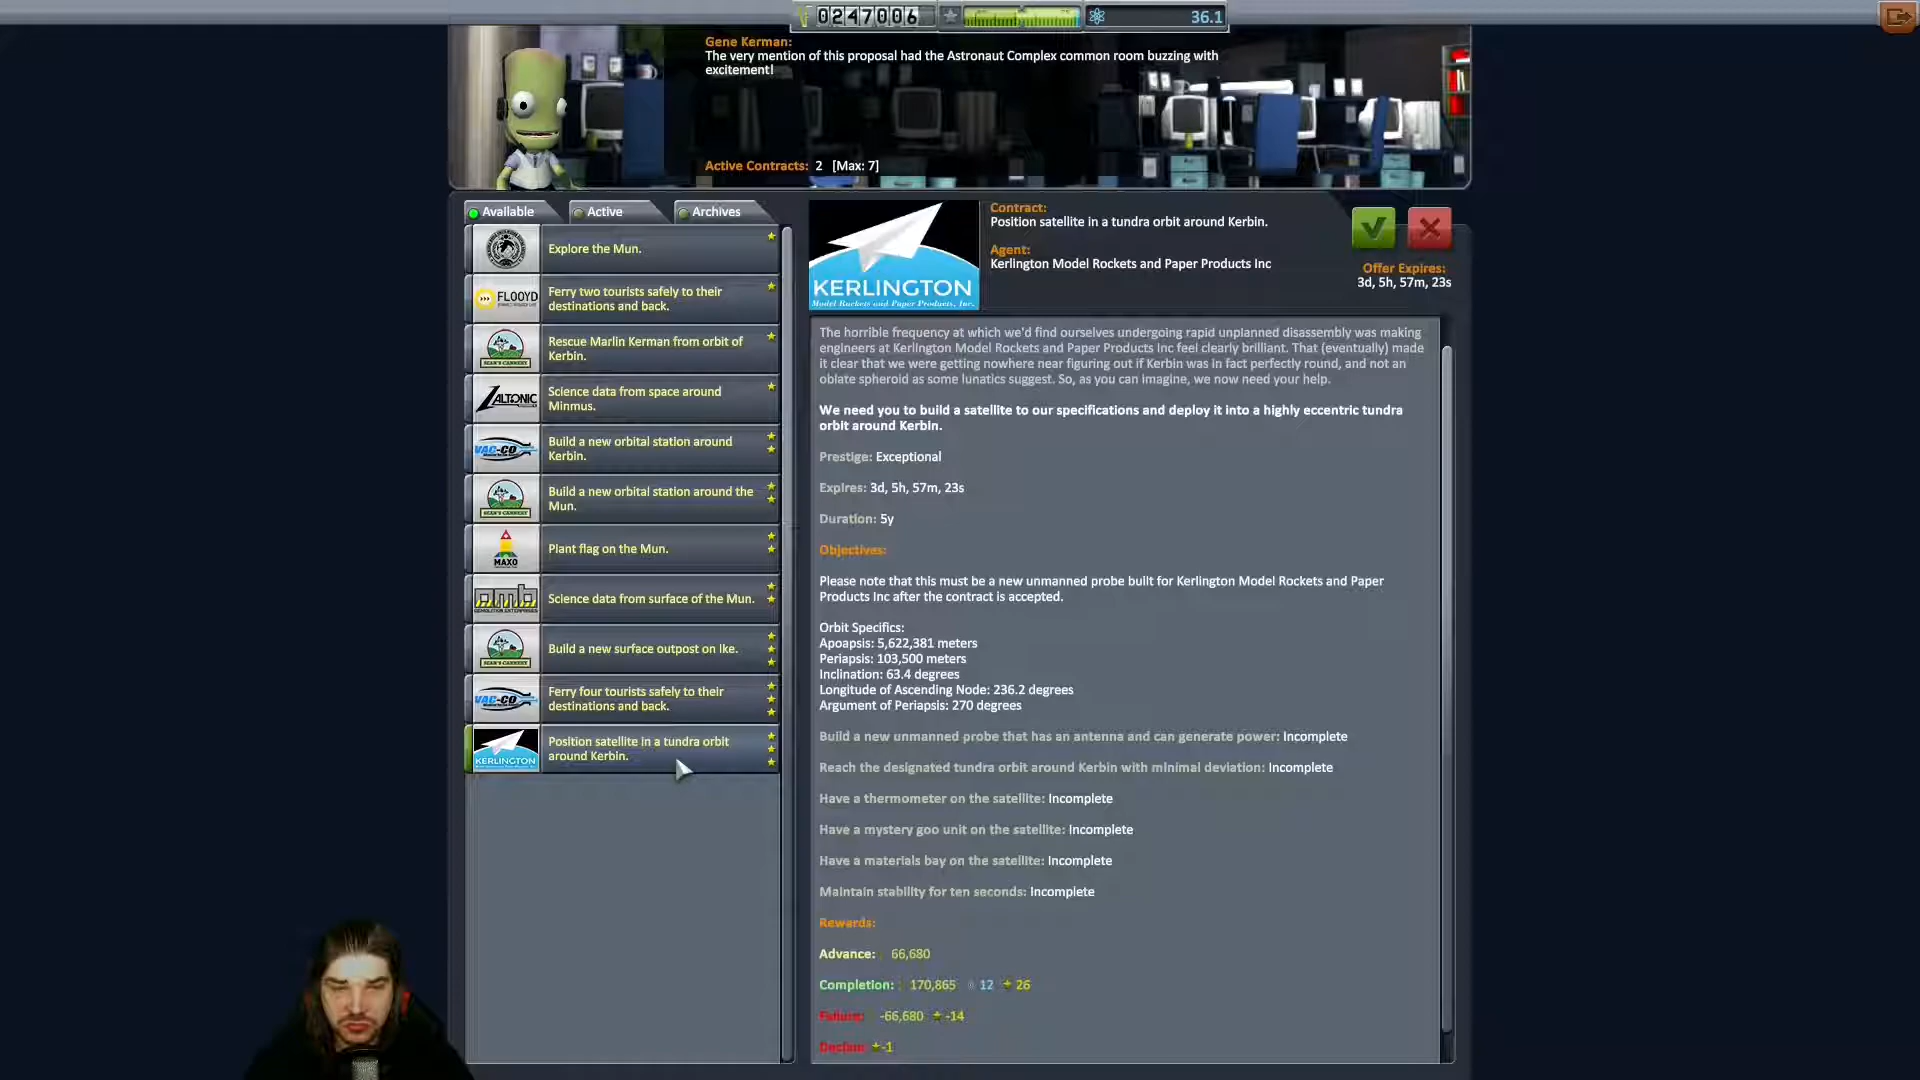 0247006
36.1
Gene Kerman:
The very mention of this proposal had the Astronaut Complex common room buzzing with
excitement!
Active Contracts: 2 [Max: 7]
Available
Active
Archives
Explore the Mun.
FLOOYD
Ferry two tourists safely to their
destinations and back.
Rescue Marlin Kerman from orbit of
Kerbin.
ZALTONIC
Science data from space around
Minmus.
VAC-CO
Build a new orbital station around
Kerbin.
Build a new orbital station around the
Mun.
MAXO
Plant flag on the Mun.
Science data from surface of the Mun.
Build a new surface outpost on Ike.
VAC-CO
Ferry four tourists safely to their
destinations and back.
KERLINGTON
Position satellite in a tundra orbit
around Kerbin.
KERLINGTON
Model Rockets and Paper Products, Inc.
Contract:
Position satellite in a tundra orbit around Kerbin.
Agent:
Kerlington Model Rockets and Paper Products Inc
Offer Expires:
3d, 5h, 57m, 23s
The horrible frequency at which we'd find ourselves undergoing rapid unplanned disassembly was making
engineers at Kerlington Model Rockets and Paper Products Inc feel clearly brilliant. That (eventually) made
it clear that we were getting nowhere near figuring out if Kerbin was in fact perfectly round, and not an
oblate spheroid as some lunatics suggest. So, as you can imagine, we now need your help.
We need you to build a satellite to our specifications and deploy it into a highly eccentric tundra
orbit around Kerbin.
Prestige: Exceptional
Expires: 3d, 5h, 57m, 23s
Duration: 5y
Objectives:
Please note that this must be a new unmanned probe built for Kerlington Model Rockets and Paper
Products Inc after the contract is accepted.
Orbit Specifics:
Apoapsis: 5,622,381 meters
Periapsis: 103,500 meters
Inclination: 63.4 degrees
Longitude of Ascending Node: 236.2 degrees
Argument of Periapsis: 270 degrees
Build a new unmanned probe that has an antenna and can generate power: Incomplete
Reach the designated tundra orbit around Kerbin with minimal deviation: Incomplete
Have a thermometer on the satellite: Incomplete
Have a mystery goo unit on the satellite: Incomplete
Have a materials bay on the satellite: Incomplete
Maintain stability for ten seconds: Incomplete
Rewards:
Advance: 66,680
Completion: 170,865 12 26
Failure: -66,680 -14
Decline: -1